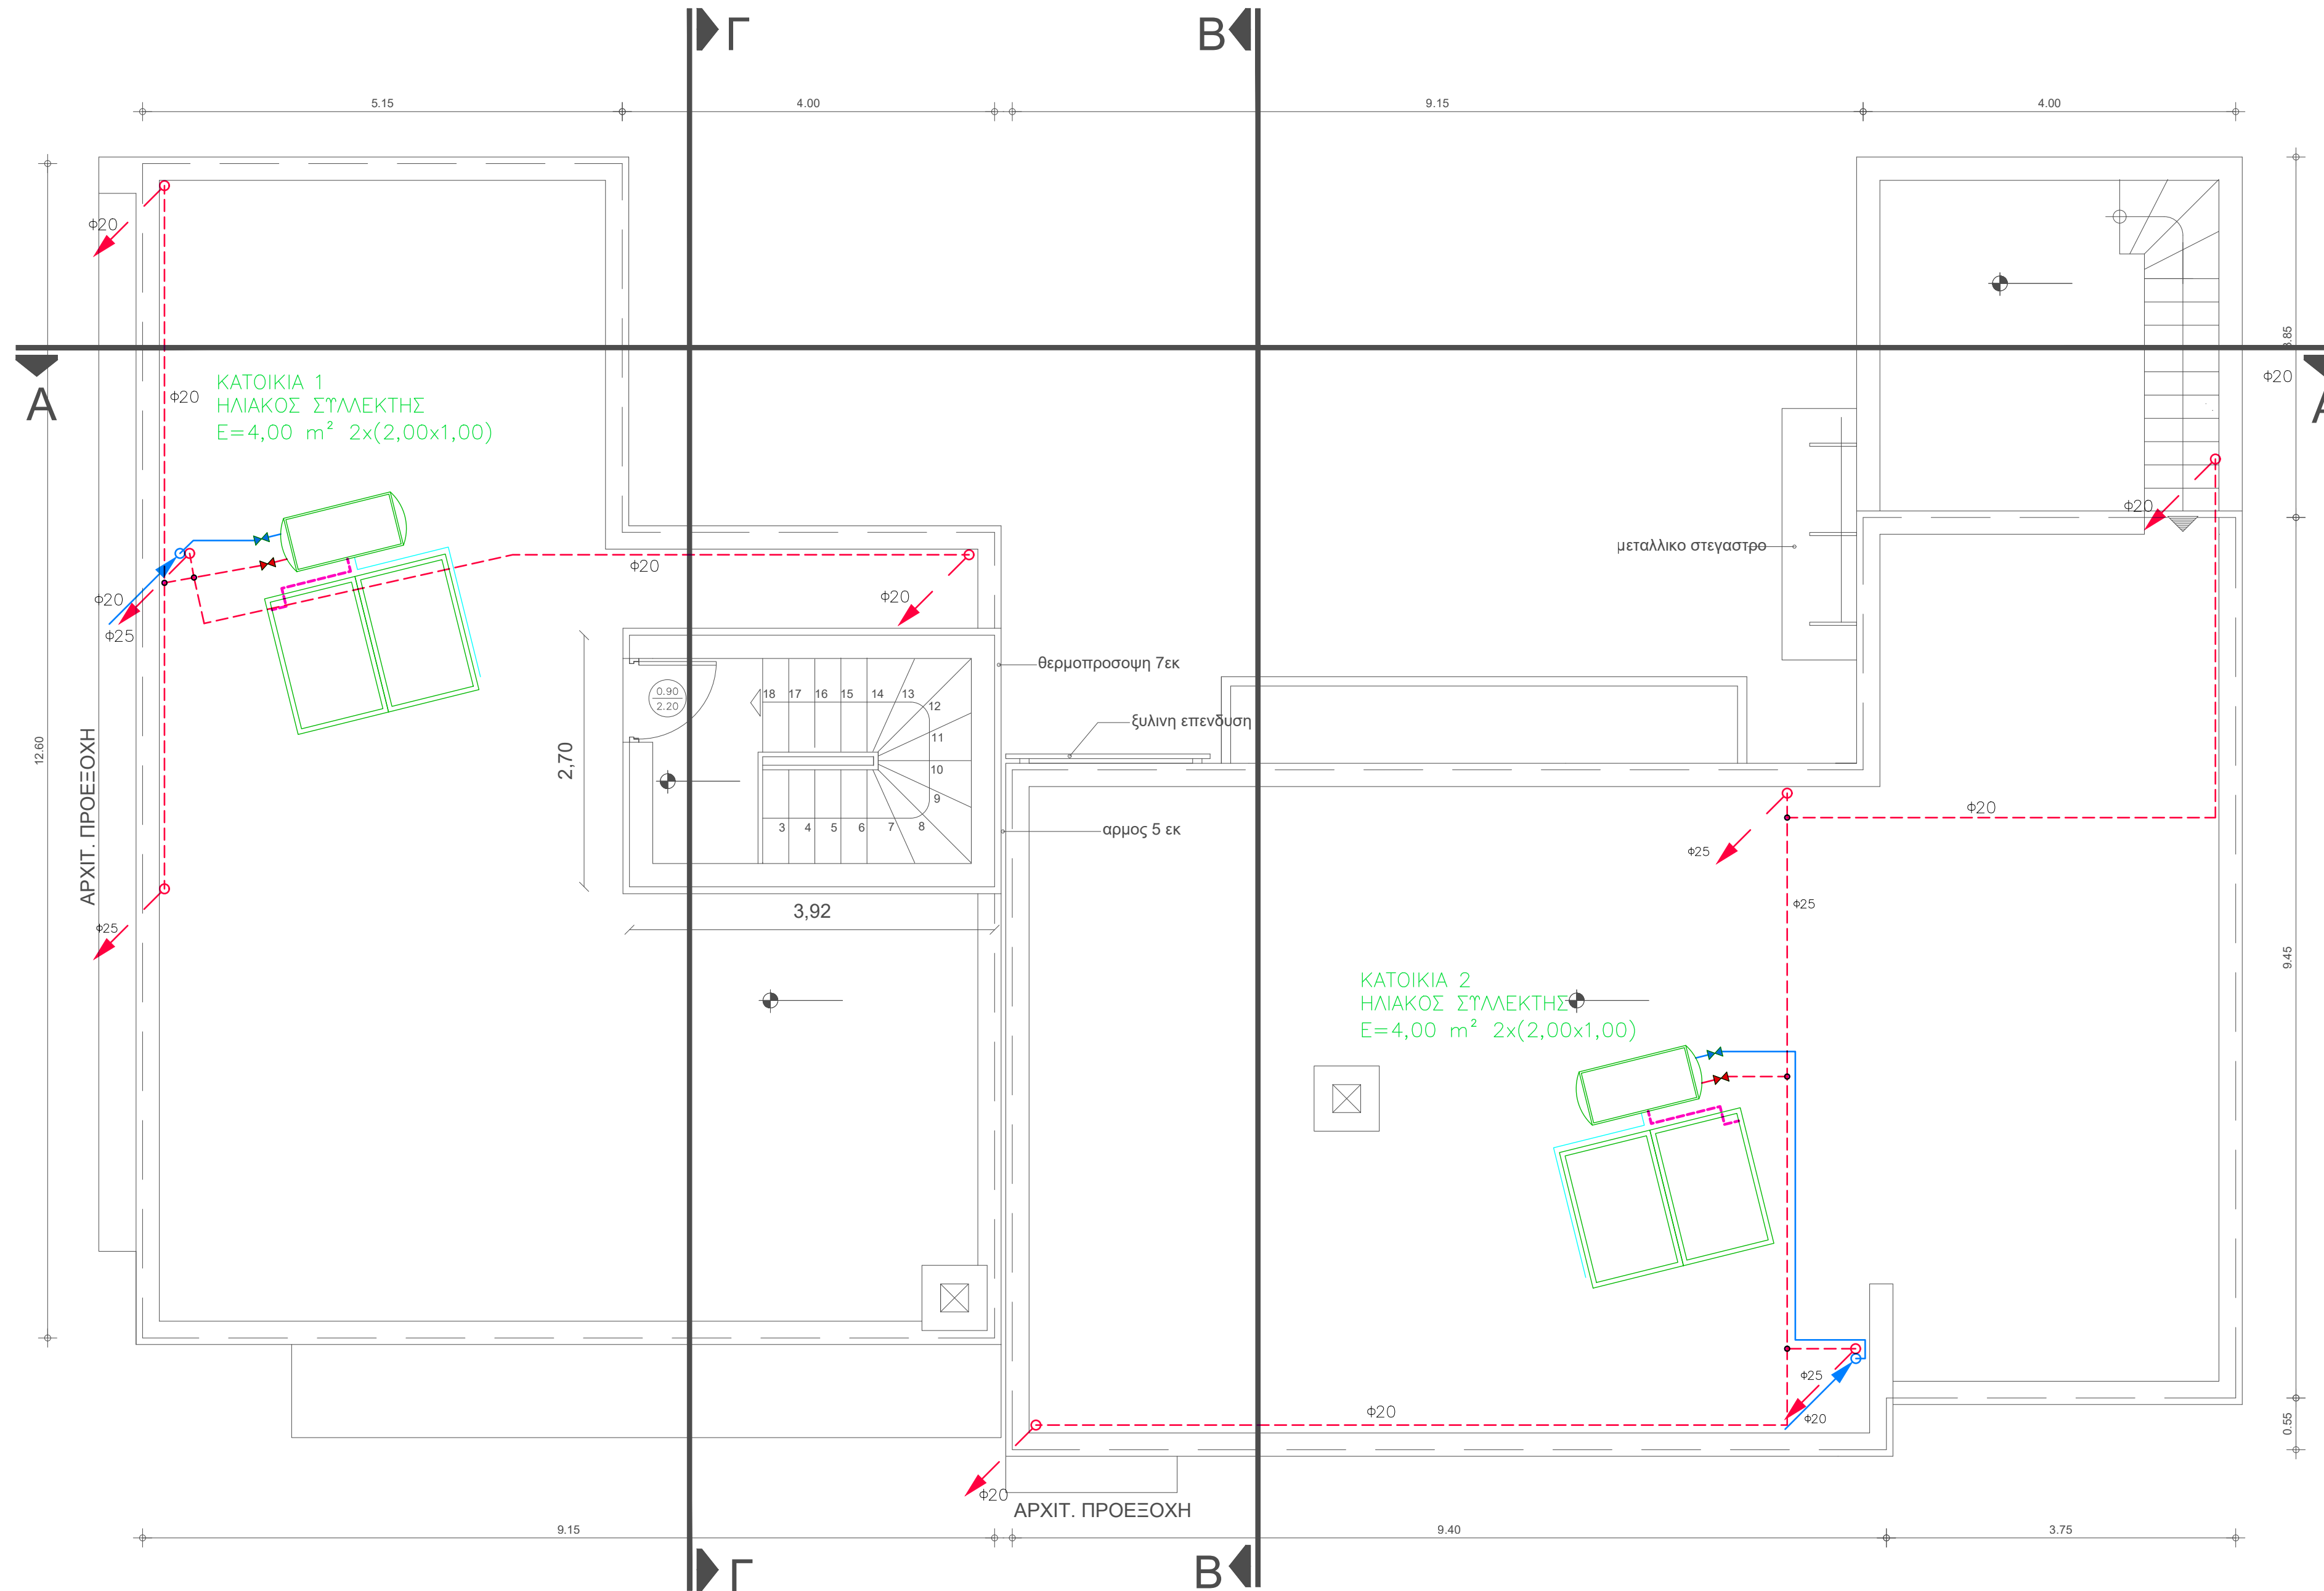 Γ
Β
5.15
4.00
9.15
4.00
Φ20
Α
ΚΑΤΟΙΚΙΑ 1
ΗΛΙΑΚΟΣ ΣΥΛΛΕΚΤΗΣ
Ε=4,00 m² 2x(2,00x1,00)
Φ20
3.85
Φ20
Α
Φ20
μεταλλικο στεγαστρο
Φ20
Φ20
Φ20
Φ25
θερμοπροσοψη 7εκ
0.90
2.20
18 17 16 15 14 13
12
11
10
9
3 4 5 6 7 8
ξυλινη επενδυση
12.60
ΑΡΧΙΤ. ΠΡΟΕΞΟΧΗ
2,70
αρμος 5 εκ
Φ20
Φ25
Φ25
3,92
Φ25
9.45
ΚΑΤΟΙΚΙΑ 2
ΗΛΙΑΚΟΣ ΣΥΛΛΕΚΤΗΣ
Ε=4,00 m² 2x(2,00x1,00)
Φ25
Φ20
Φ20
0.55
Φ20
ΑΡΧΙΤ. ΠΡΟΕΞΟΧΗ
9.15
9.40
3.75
Γ
Β